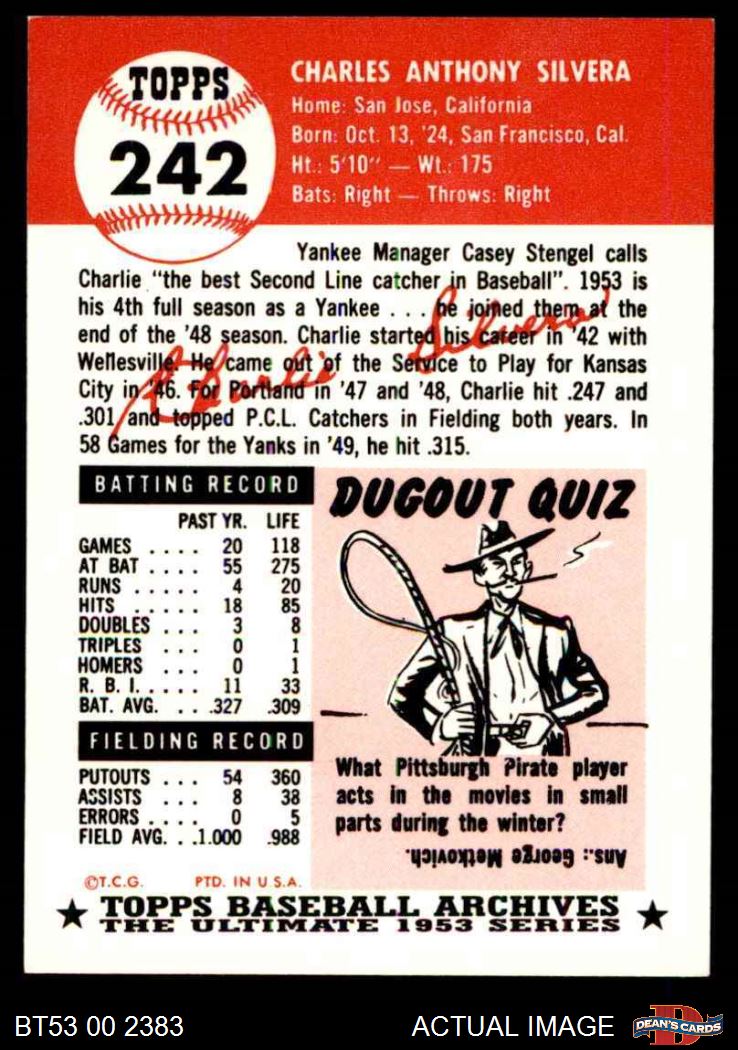 TOPPS
242
CHARLES ANTHONY SILVERA
Home: San Jose, California
Born: Oct. 13, '24, San Francisco, Cal.
Ht.: 5'10" — Wt.: 175
Bats: Right — Throws: Right
Yankee Manager Casey Stengel calls
Charlie "the best Second Line catcher in Baseball". 1953 is
his 4th full season as a Yankee . . . he joined them at the
end of the '48 season. Charlie started his career in '42 with
Wellesville. He came out of the Service to Play for Kansas
City in '46. For Portland in '47 and '48, Charlie hit .247 and
.301 and topped P.C.L. Catchers in Fielding both years. In
58 Games for the Yanks in '49, he hit .315.
Charlie Silvera
BATTING RECORD
PAST YR. LIFE
GAMES .... 20 118
AT BAT .... 55 275
RUNS ..... 4 20
HITS ..... 18 85
DOUBLES ... 3 8
TRIPLES ... 0 1
HOMERS ... 0 1
R. B. I. .... 11 33
BAT. AVG. ... .327 .309
FIELDING RECORD
PUTOUTS ... 54 360
ASSISTS ... 8 38
ERRORS .... 0 5
FIELD AVG. . .1.000 .988
DUGOUT QUIZ
What Pittsburgh Pirate player
acts in the movies in small
parts during the winter?
Ans.: George Metkovich.
©T.C.G. PTD. IN U.S.A.
★ TOPPS BASEBALL ARCHIVES ★
THE ULTIMATE 1953 SERIES
BT53 00 2383
ACTUAL IMAGE
DEAN'S CARDS